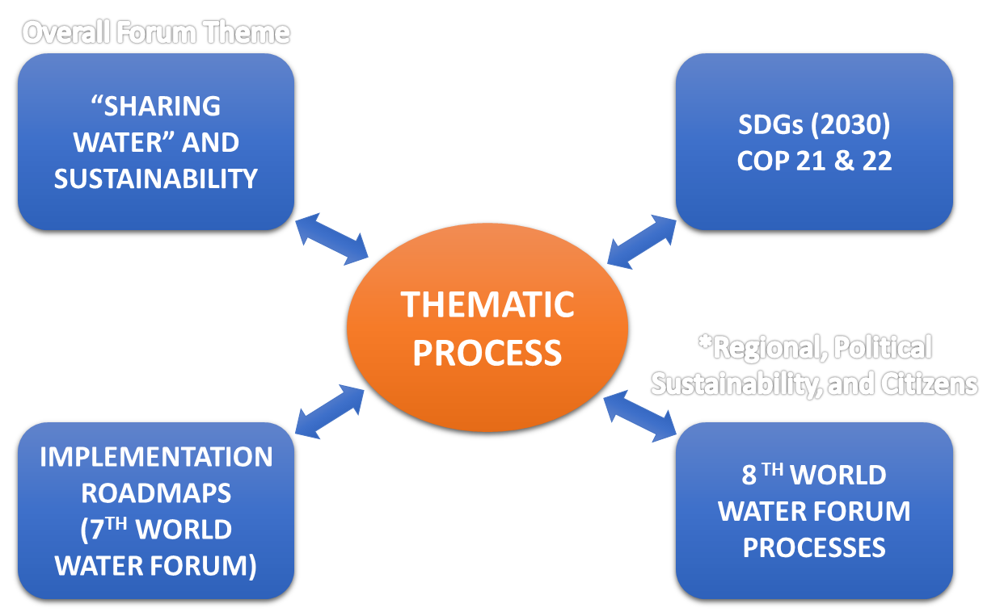 Overall Forum Theme
“SHARING
WATER” AND
SUSTAINABILITY
SDGs (2030)
COP 21 & 22
THEMATIC
PROCESS
*Regional, Political
Sustainability, and Citizens
IMPLEMENTATION
ROADMAPS
(7TH WORLD
WATER FORUM)
8 TH WORLD
WATER FORUM
PROCESSES